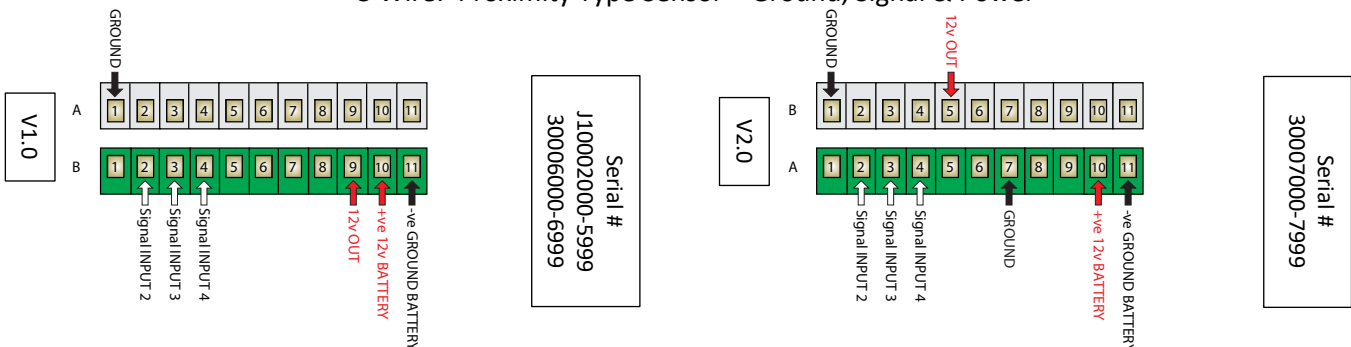 3 Wire: Proximity Type Sensor – Ground, Signal & Power
V1.0
GROUND
A
1 2 3 4 5 6 7 8 9 10 11
B
1 2 3 4 5 6 7 8 9 10 11
Signal INPUT 2
Signal INPUT 3
Signal INPUT 4
12v OUT
+ve 12v BATTERY
-ve GROUND BATTERY
Serial #
J10002000-5999
30006000-6999
V2.0
GROUND
12v OUT
B
1 2 3 4 5 6 7 8 9 10 11
A
1 2 3 4 5 6 7 8 9 10 11
Signal INPUT 2
Signal INPUT 3
Signal INPUT 4
GROUND
+ve 12v BATTERY
-ve GROUND BATTERY
Serial #
30007000-7999